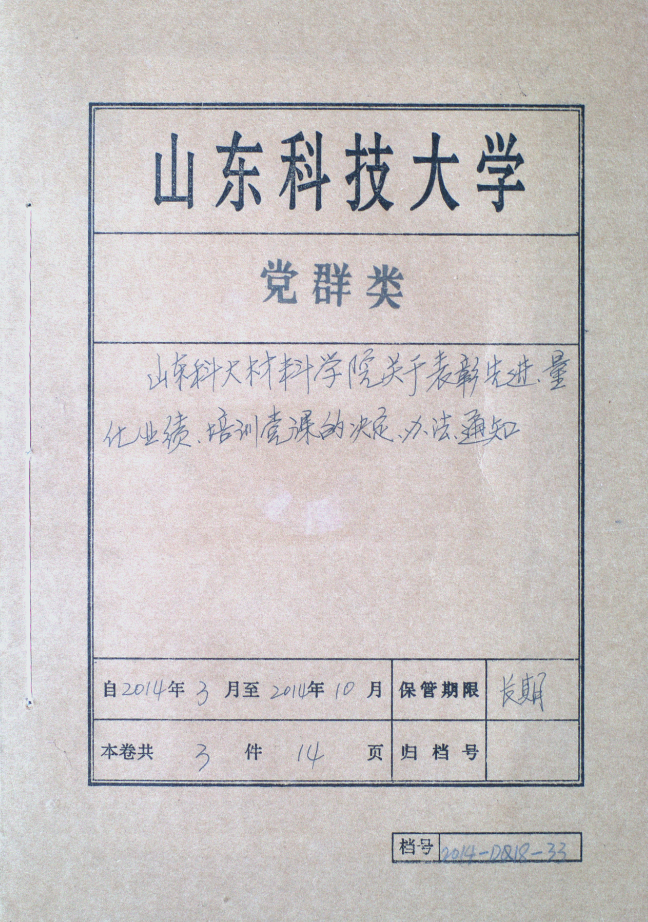 山东科技大学
党群类
山东科大材料学院关于表彰先进、量
化业绩、培训党课的决定、办法、通知
自2014年3月至2014年10月 保管期限 长期
本卷共3件14页 归档号
档号 2014-DQ18-33